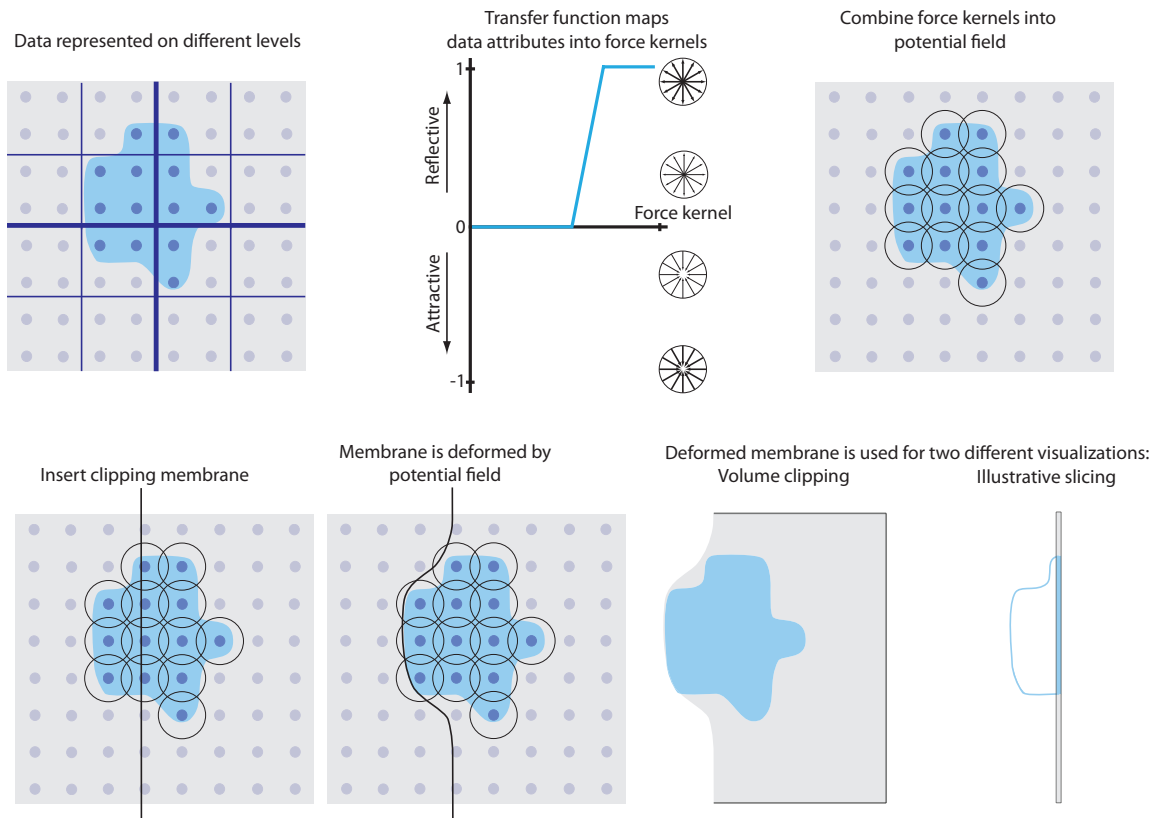 Data represented on different levels
Transfer function maps
data attributes into force kernels
1
Reflective
Force kernel
0
Attractive
-1
Combine force kernels into
potential field
Insert clipping membrane
Membrane is deformed by
potential field
Deformed membrane is used for two different visualizations:
Volume clipping
Illustrative slicing